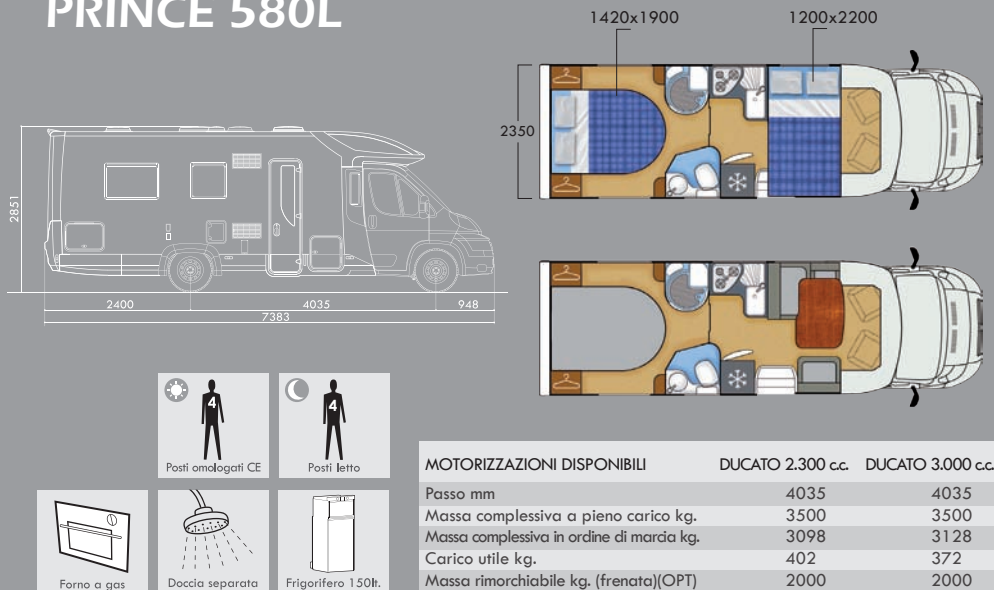 PRINCE 580L
1420x1900
1200x2200
2350
2851
2400
4035
948
7383
4
Posti omologati CE
4
Posti letto
Forno a gas
Doccia separata
Frigorifero 150lt.
MOTORIZZAZIONI DISPONIBILI DUCATO 2.300 c.c. DUCATO 3.000 c.c.
Passo mm 4035 4035
Massa complessiva a pieno carico kg. 3500 3500
Massa complessiva in ordine di marcia kg. 3098 3128
Carico utile kg. 402 372
Massa rimorchiabile kg. (frenata)(OPT) 2000 2000